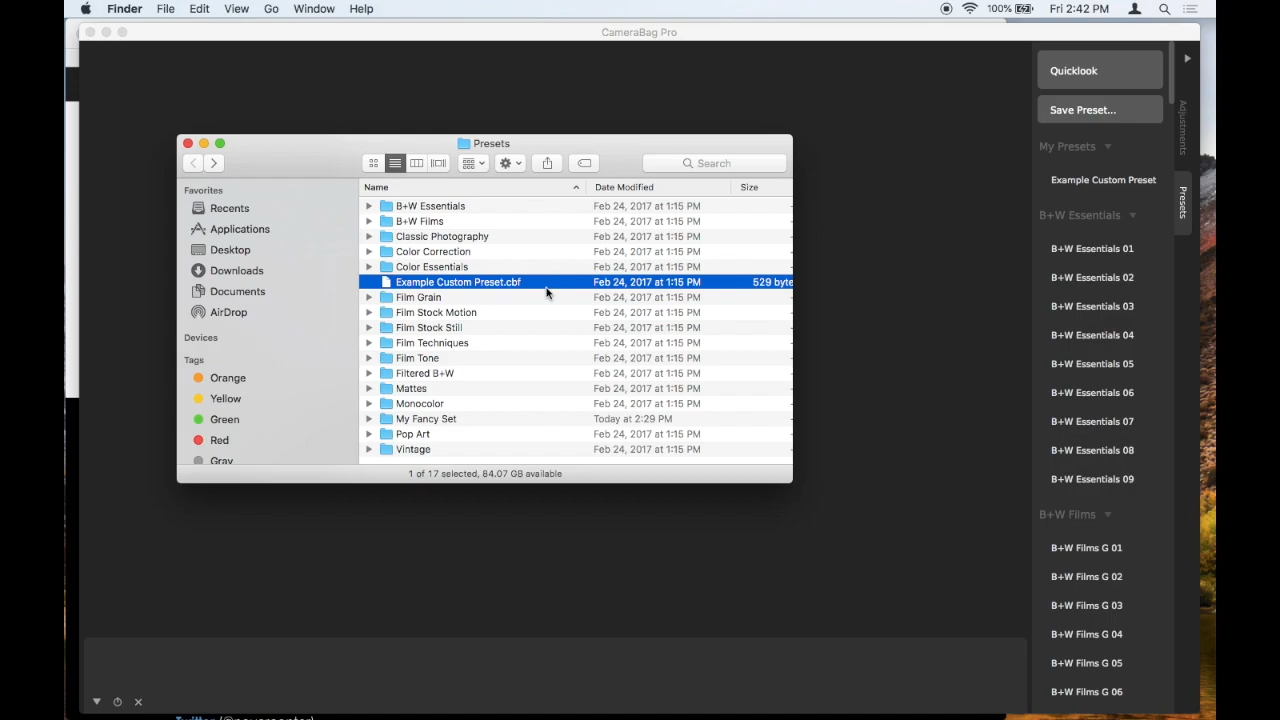 Finder File Edit View Go Window Help 100% Fri 2:42 PM
CameraBag Pro
Quicklook
Save Preset...
Adjustments
Presets
My Presets
Example Custom Preset
B+W Essentials
B+W Essentials 01
B+W Essentials 02
B+W Essentials 03
B+W Essentials 04
B+W Essentials 05
B+W Essentials 06
B+W Essentials 07
B+W Essentials 08
B+W Essentials 09
B+W Films
B+W Films G 01
B+W Films G 02
B+W Films G 03
B+W Films G 04
B+W Films G 05
B+W Films G 06
Presets
Search
Favorites
Recents
Applications
Desktop
Downloads
Documents
AirDrop
Devices
Tags
Orange
Yellow
Green
Red
Gray
Name Date Modified Size
B+W Essentials Feb 24, 2017 at 1:15 PM
B+W Films Feb 24, 2017 at 1:15 PM
Classic Photography Feb 24, 2017 at 1:15 PM
Color Correction Feb 24, 2017 at 1:15 PM
Color Essentials Feb 24, 2017 at 1:15 PM
Example Custom Preset.cbf Feb 24, 2017 at 1:15 PM 529 byte
Film Grain Feb 24, 2017 at 1:15 PM
Film Stock Motion Feb 24, 2017 at 1:15 PM
Film Stock Still Feb 24, 2017 at 1:15 PM
Film Techniques Feb 24, 2017 at 1:15 PM
Film Tone Feb 24, 2017 at 1:15 PM
Filtered B+W Feb 24, 2017 at 1:15 PM
Mattes Feb 24, 2017 at 1:15 PM
Monocolor Feb 24, 2017 at 1:15 PM
My Fancy Set Today at 2:29 PM
Pop Art Feb 24, 2017 at 1:15 PM
Vintage Feb 24, 2017 at 1:15 PM
1 of 17 selected, 84.07 GB available